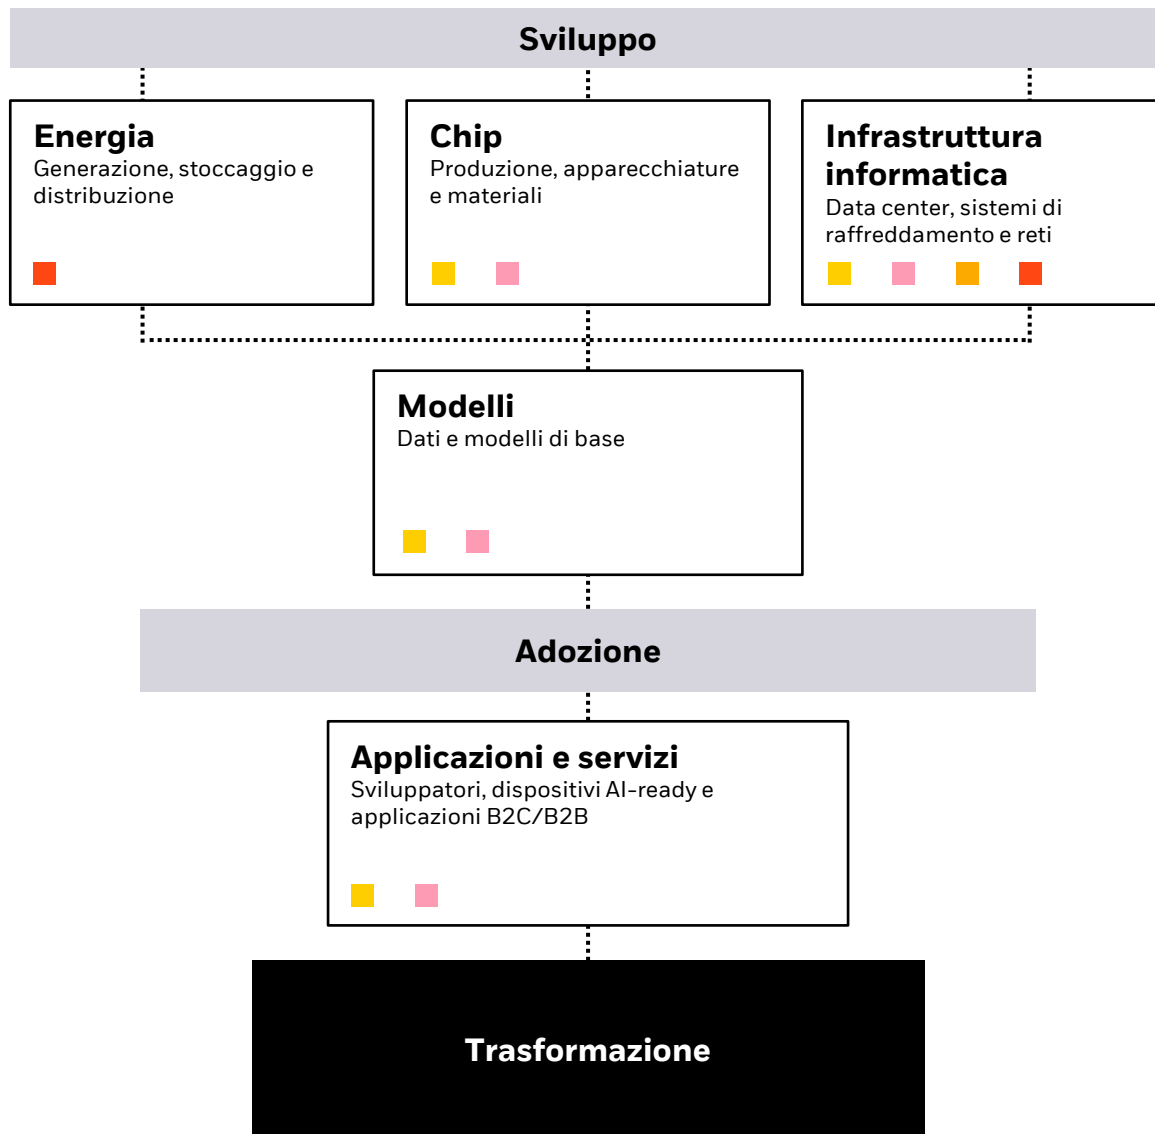 Sviluppo
Energia
Generazione, stoccaggio e
distribuzione
Chip
Produzione, apparecchiature
e materiali
Infrastruttura
informatica
Data center, sistemi di
raffreddamento e reti
Modelli
Dati e modelli di base
Adozione
Applicazioni e servizi
Sviluppatori, dispositivi AI-ready e
applicazioni B2C/B2B
Trasformazione